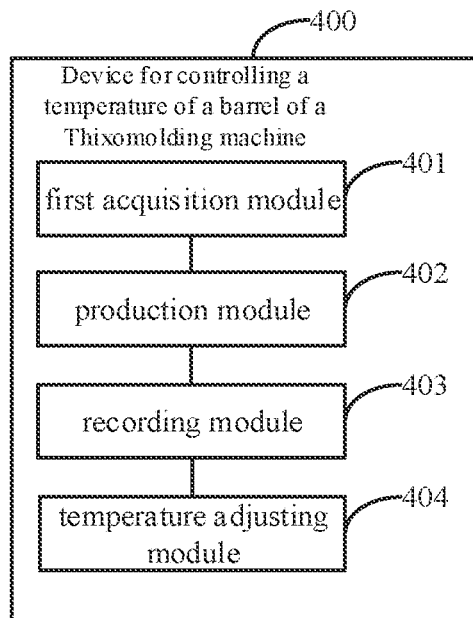 400
Device for controlling a
temperature of a barrel of a
Thixomolding machine
401
first acquisition module
402
production module
403
recording module
404
temperature adjusting
module